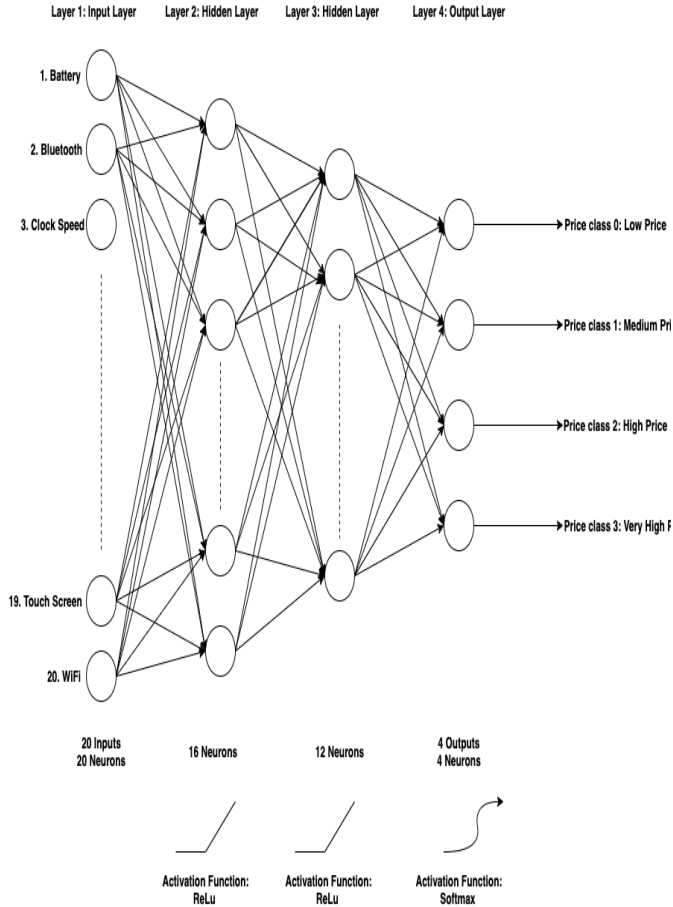 Layer 1: Input Layer
Layer 2: Hidden Layer
Layer 3: Hidden Layer
Layer 4: Output Layer
1. Battery
2. Bluetooth
3. Clock Speed
19. Touch Screen
20. WiFi
Price class 0: Low Price
Price class 1: Medium Pri
Price class 2: High Price
Price class 3: Very High
20 Inputs
20 Neurons
16 Neurons
12 Neurons
4 Outputs
4 Neurons
Activation Function:
ReLu
Activation Function:
ReLu
Activation Function:
Softmax